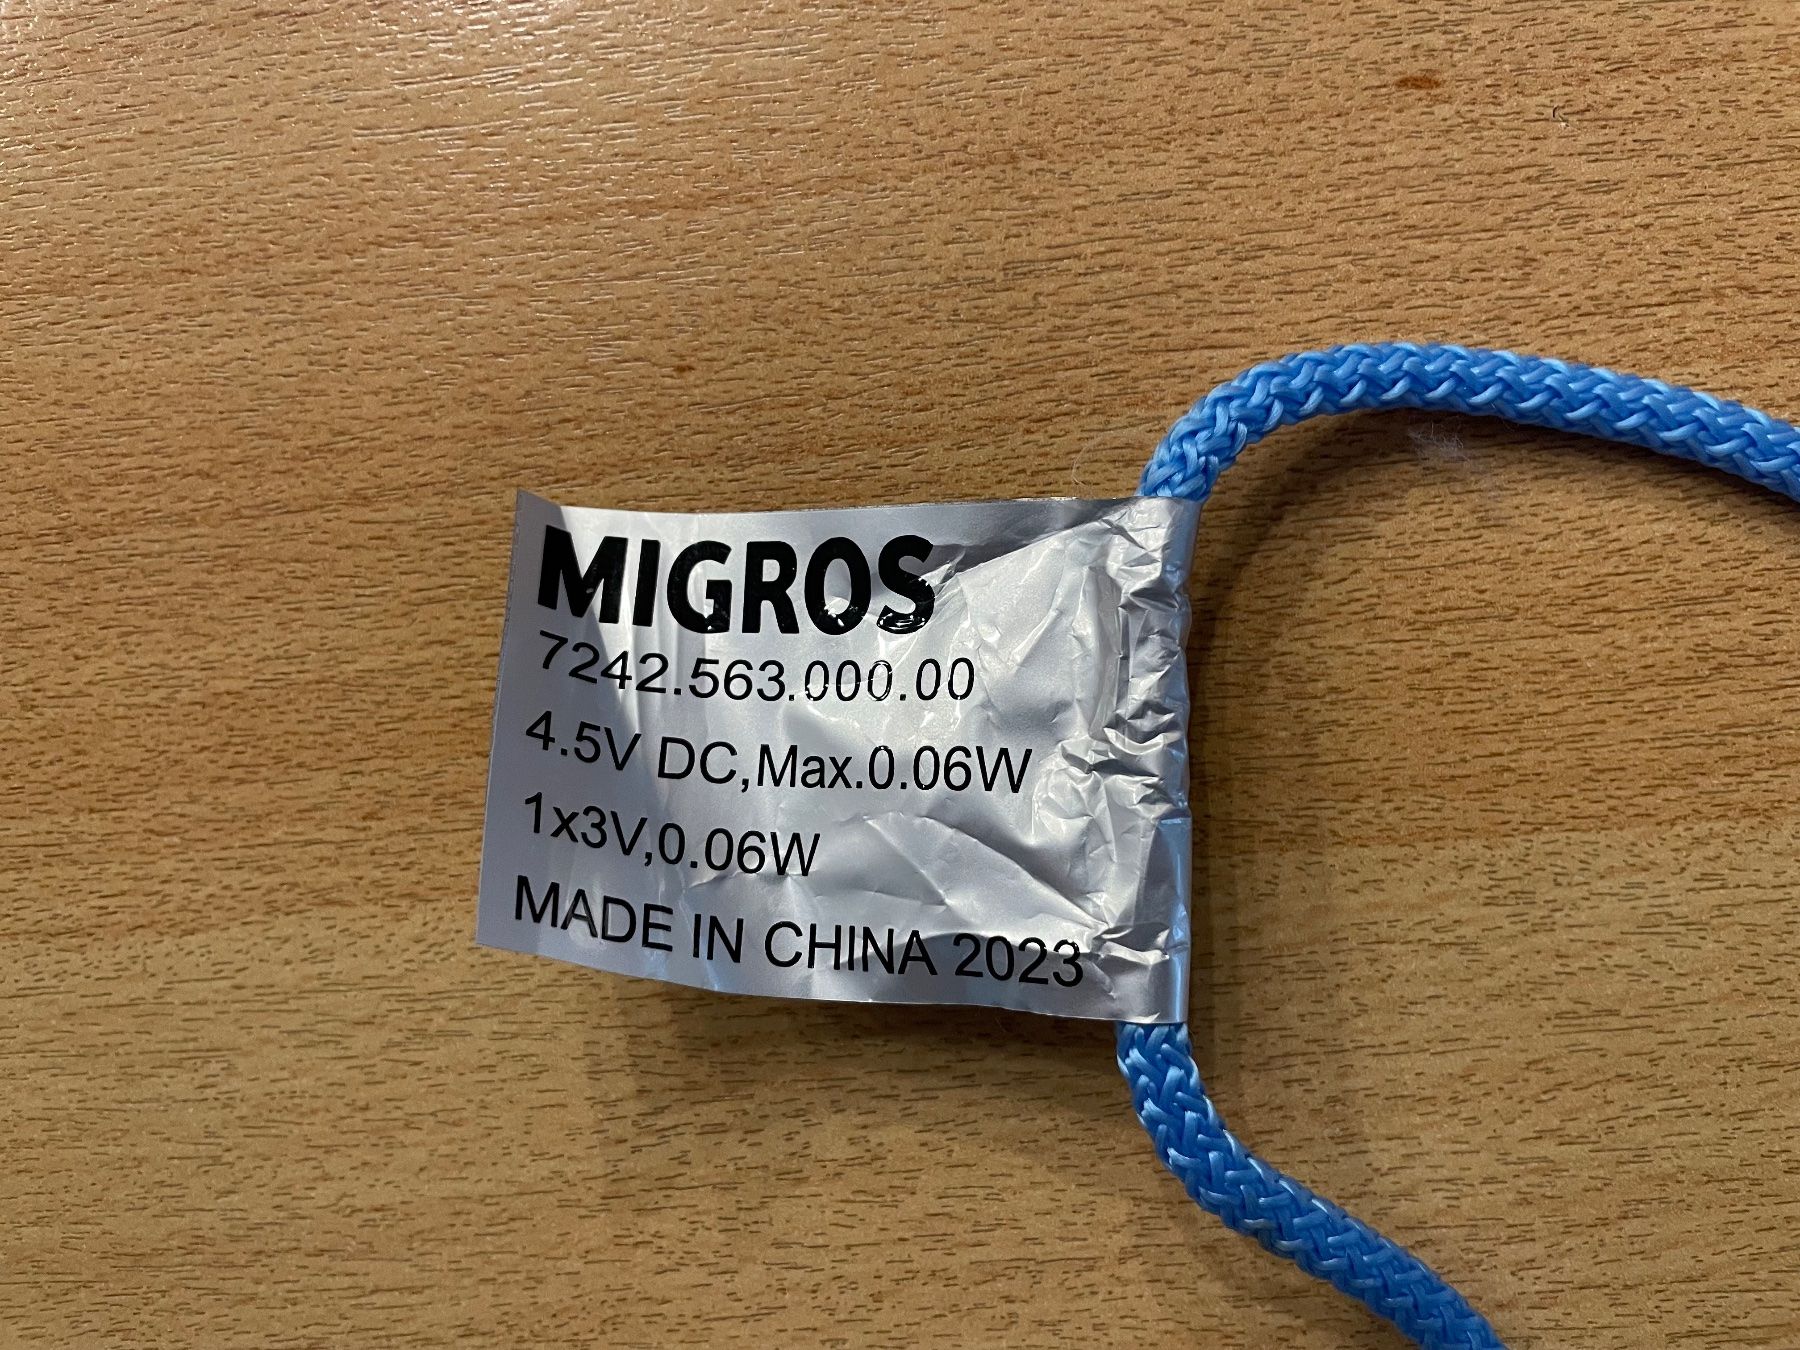 MIGROS
7242.563.000.00
4.5V DC,Max.0.06W
1x3V,0.06W
MADE IN CHINA 2023